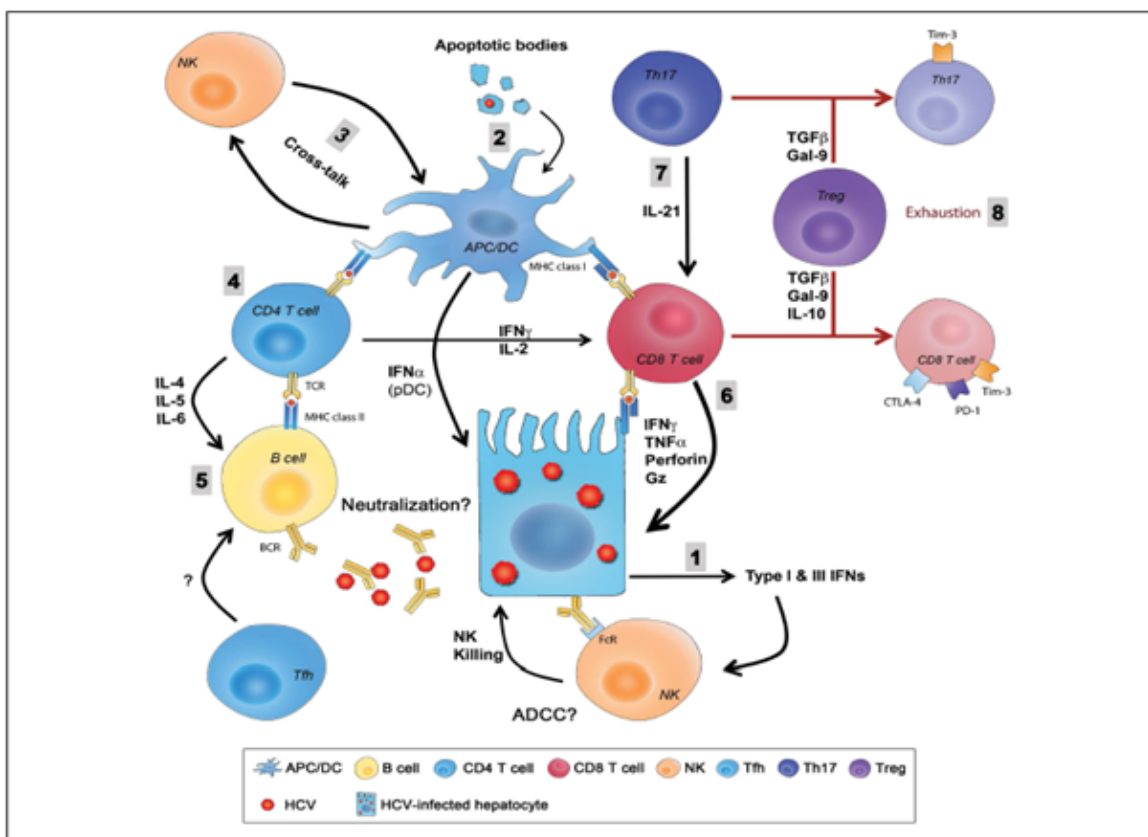 NK
3
Cross-talk
Apoptotic bodies
2
APC/DC
MHC class I
Th17
7
IL-21
Tim-3
Th17
TGFβ
Gal-9
Treg
Exhaustion 8
TGFβ
Gal-9
IL-10
4
CD4 T cell
IFNγ
IL-2
CD8 T cell
CD8 T cell
CTLA-4
PD-1
Tim-3
IFNα
(pDC)
TCR
MHC class II
IL-4
IL-5
IL-6
6
IFNγ
TNFα
Perforin
Gz
5
B cell
BCR
Neutralization?
?
Tfh
1
Type I & III IFNs
NK
Killing
FcR
NK
ADCC?
APC/DC
B cell
CD4 T cell
CD8 T cell
NK
Tfh
Th17
Treg
HCV
HCV-infected hepatocyte